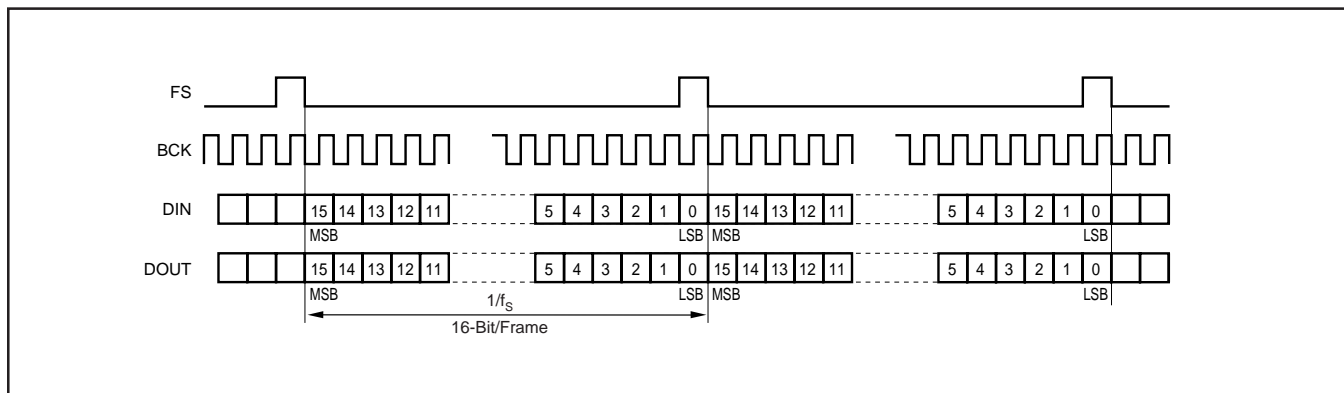 FS
BCK
DIN 15 14 13 12 11 5 4 3 2 1 0 15 14 13 12 11 5 4 3 2 1 0
MSB LSB MSB LSB
DOUT 15 14 13 12 11 5 4 3 2 1 0 15 14 13 12 11 5 4 3 2 1 0
MSB LSB MSB LSB
1/fS
16-Bit/Frame